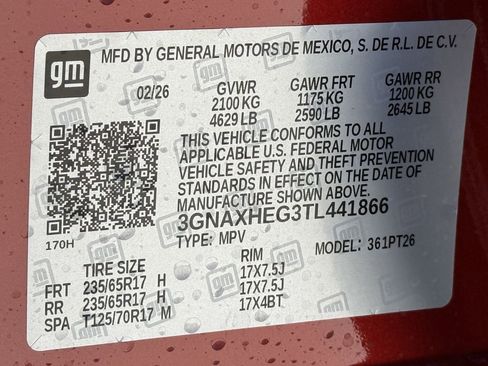 gm
MFD BY GENERAL MOTORS DE MEXICO, S. DE R.L. DE C.V.
02/26 GVWR GAWR FRT GAWR RR
2100 KG 1175 KG 1200 KG
4629 LB 2590 LB 2645 LB
THIS VEHICLE CONFORMS TO ALL
APPLICABLE U.S. FEDERAL MOTOR
VEHICLE SAFETY AND THEFT PREVENTION
STANDARDS IN EFFECT ON THE DATE OF
MANUFACTURE SHOWN ABOVE.
3GNAXHEG3TL441866
170H TYPE: MPV MODEL: 361PT26
TIRE SIZE RIM
FRT 235/65R17 H 17X7.5J
RR 235/65R17 H 17X7.5J
SPA T125/70R17 M 17X4BT